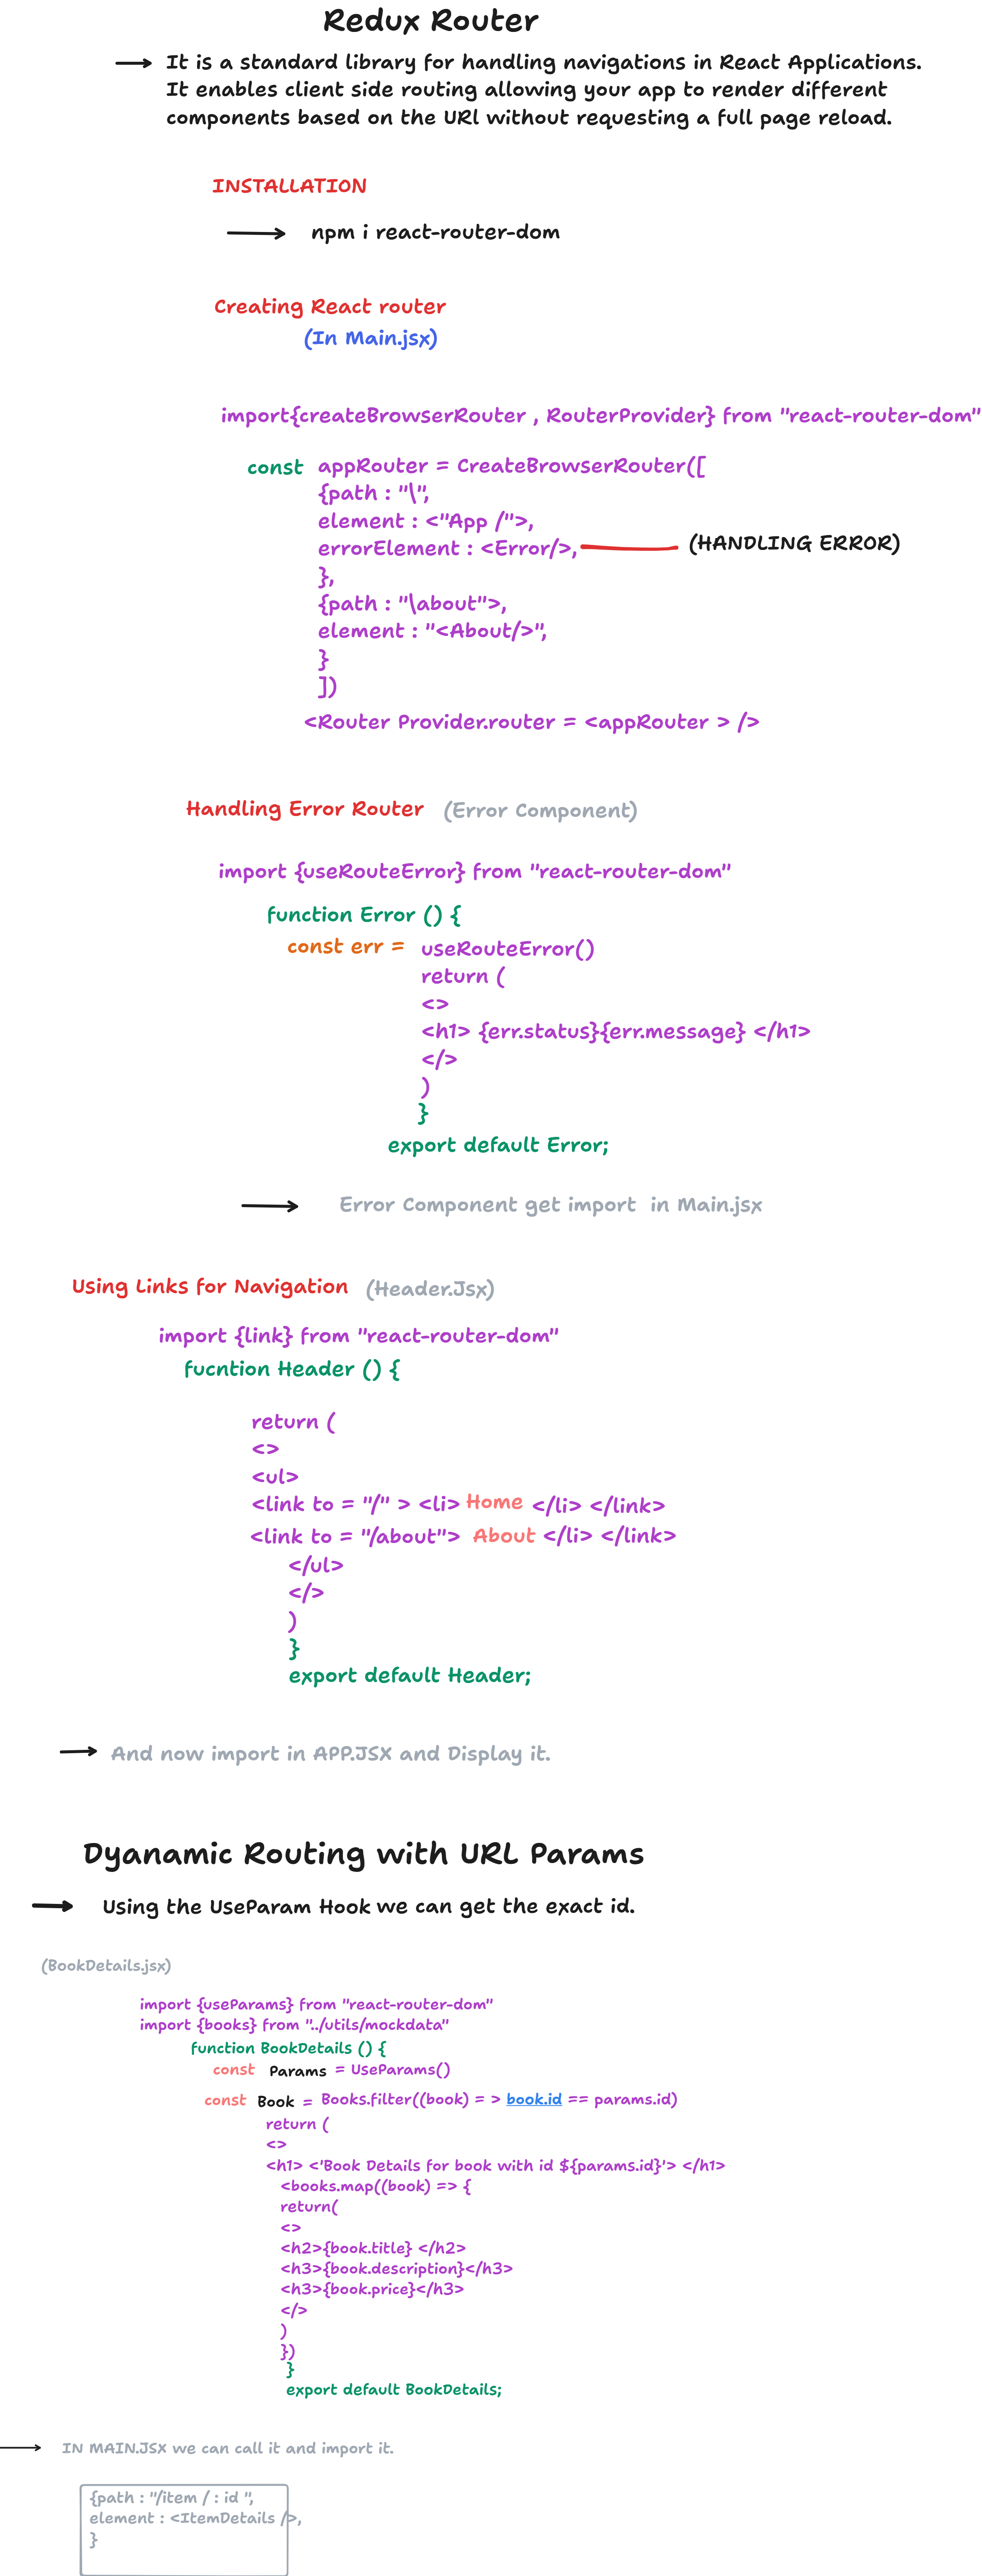 Redux Router
It is a standard library for handling navigations in React Applications.
It enables client side routing allowing your app to render different
components based on the URl without requesting a full page reload.
INSTALLATION
npm i react-router-dom
Creating React router
(In Main.jsx)
import{createBrowserRouter , RouterProvider} from "react-router-dom"
const appRouter = CreateBrowserRouter([
{path : "\",
element : <"App /">,
errorElement : <Error/>, (HANDLING ERROR)
},
{path : "\about">,
element : "<About/>",
}
])
<Router Provider.router = <appRouter > />
Handling Error Router (Error Component)
import {useRouteError} from "react-router-dom"
function Error () {
const err = useRouteError()
return (
<>
<h1> {err.status}{err.message} </h1>
</>
)
}
export default Error;
Error Component get import in Main.jsx
Using Links for Navigation (Header.Jsx)
import {link} from "react-router-dom"
fucntion Header () {
return (
<>
<ul>
<link to = "/" > <li> Home </li> </link>
<link to = "/about"> About </li> </link>
</ul>
</>
)
}
export default Header;
And now import in APP.JSX and Display it.
Dyanamic Routing with URL Params
Using the UseParam Hook we can get the exact id.
(BookDetails.jsx)
import {useParams} from "react-router-dom"
import {books} from "../utils/mockdata"
function BookDetails () {
const Params = UseParams()
const Book = Books.filter((book) = > book.id == params.id)
return (
<>
<h1> <'Book Details for book with id ${params.id}'> </h1>
<books.map((book) => {
return(
<>
<h2>{book.title} </h2>
<h3>{book.description}</h3>
<h3>{book.price}</h3>
</>
)
})
}
export default BookDetails;
IN MAIN.JSX we can call it and import it.
{path : "/item / : id ",
element : <ItemDetails />,
}